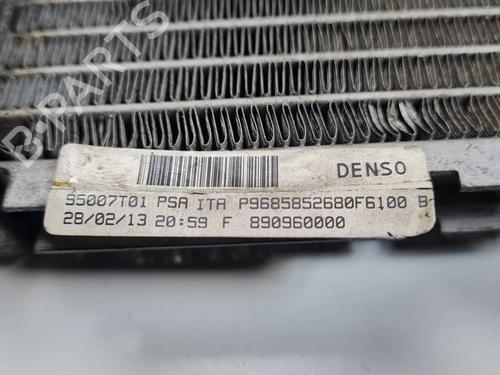 B-PARTS
DENSO
95007T01 PSA ITA P9685852680F6100 B
28/02/13 20:59 F 890960000